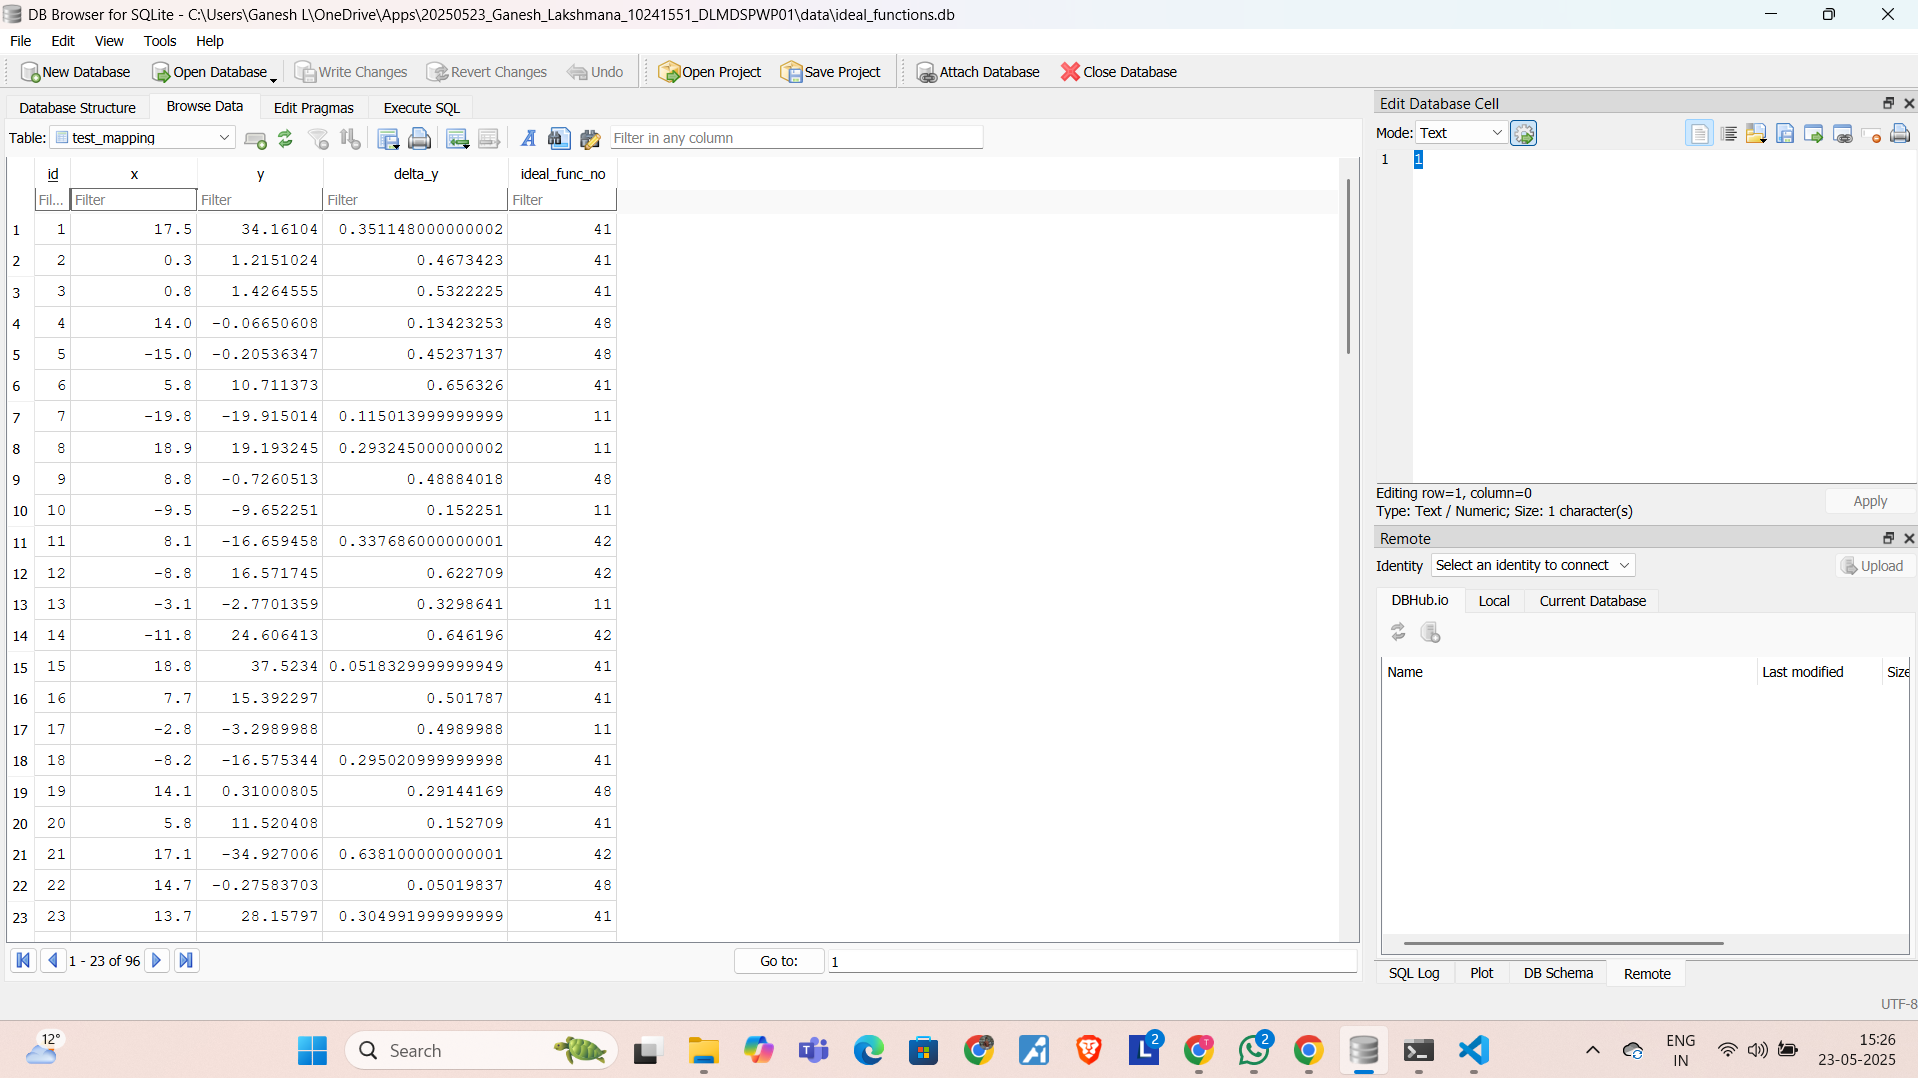 DB Browser for SQLite - C:\Users\Ganesh L\OneDrive\Apps\20250523_Ganesh_Lakshmana_10241551_DLMDSPWP01\data\ideal_functions.db
File Edit View Tools Help
New Database Open Database Write Changes Revert Changes Undo Open Project Save Project Attach Database Close Database
Database Structure Browse Data Edit Pragmas Execute SQL
Table: test_mapping Filter in any column
id x y delta_y ideal_func_no
Fil... Filter Filter Filter Filter
1 1 17.5 34.16104 0.351148000000002 41
2 2 0.3 1.2151024 0.4673423 41
3 3 0.8 1.4264555 0.5322225 41
4 4 14.0 -0.06650608 0.13423253 48
5 5 -15.0 -0.20536347 0.45237137 48
6 6 5.8 10.711373 0.656326 41
7 7 -19.8 -19.915014 0.115013999999999 11
8 8 18.9 19.193245 0.293245000000002 11
9 9 8.8 -0.7260513 0.48884018 48
10 10 -9.5 -9.652251 0.152251 11
11 11 8.1 -16.659458 0.337686000000001 42
12 12 -8.8 16.571745 0.622709 42
13 13 -3.1 -2.7701359 0.3298641 11
14 14 -11.8 24.606413 0.646196 42
15 15 18.8 37.5234 0.0518329999999949 41
16 16 7.7 15.392297 0.501787 41
17 17 -2.8 -3.2989988 0.4989988 11
18 18 -8.2 -16.575344 0.295020999999998 41
19 19 14.1 0.31000805 0.29144169 48
20 20 5.8 11.520408 0.152709 41
21 21 17.1 -34.927006 0.638100000000001 42
22 22 14.7 -0.27583703 0.05019837 48
23 23 13.7 28.15797 0.304991999999999 41
1 - 23 of 96 Go to: 1
Edit Database Cell
Mode: Text
1 1
Editing row=1, column=0
Type: Text / Numeric; Size: 1 character(s)
Apply
Remote
Identity Select an identity to connect Upload
DBHub.io Local Current Database
Name Last modified Size
SQL Log Plot DB Schema Remote
UTF-8
12°
Search
2
T
2
ENG
IN
15:26
23-05-2025